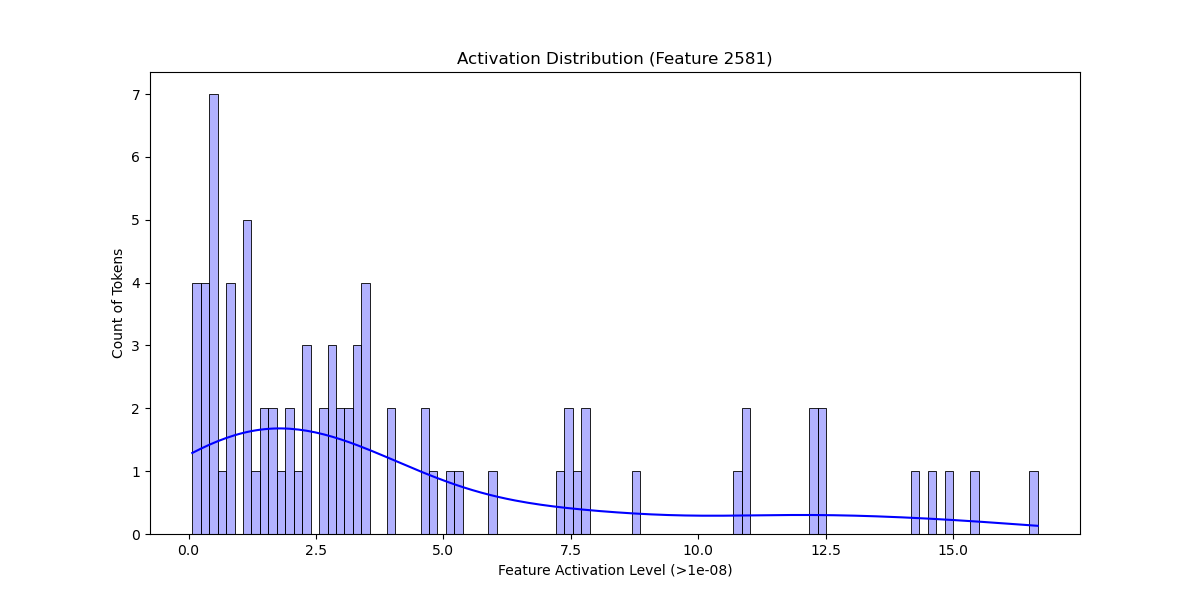 Activation Distribution (Feature 2581)
7
6
5
4
3
2
1
0
Count of Tokens
0.0 2.5 5.0 7.5 10.0 12.5 15.0
Feature Activation Level (>1e-08)